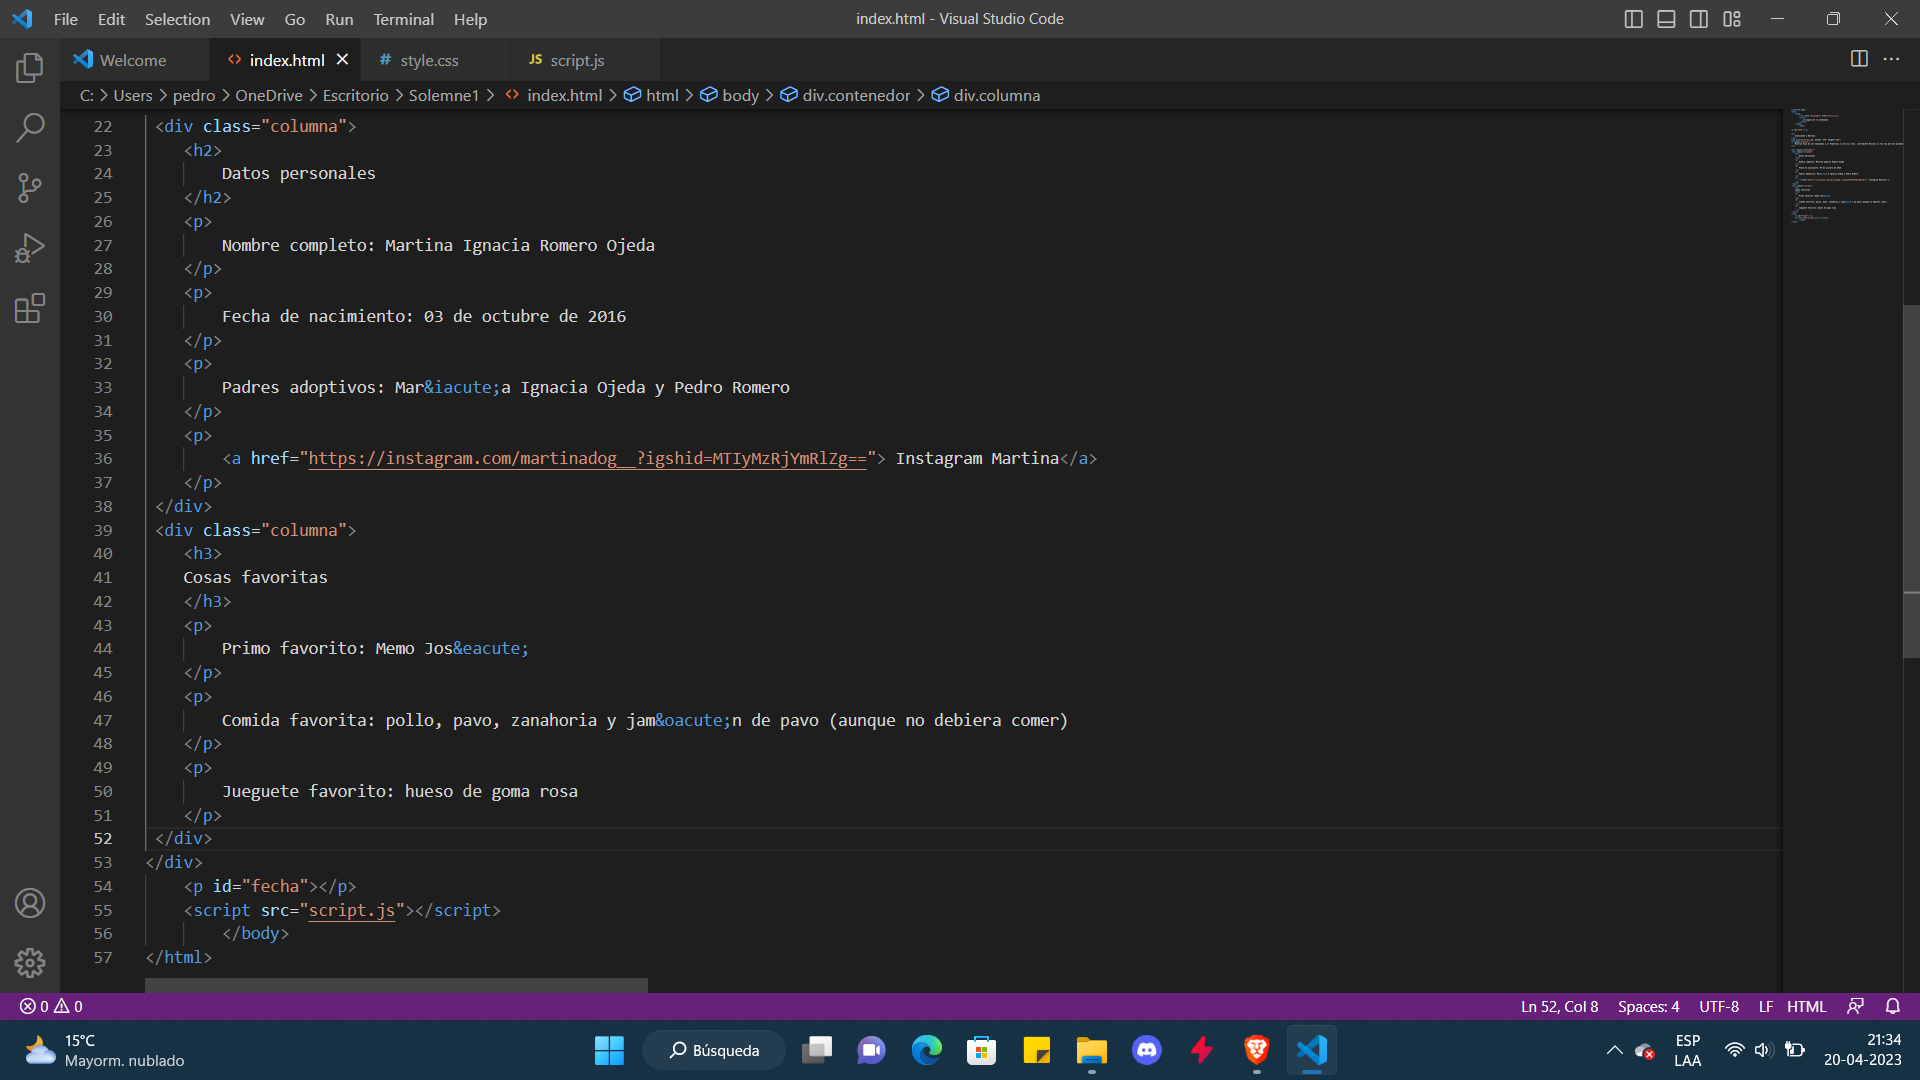 File Edit Selection View Go Run Terminal Help
index.html - Visual Studio Code
Welcome
<> index.html ×
# style.css
JS script.js
C: > Users > pedro > OneDrive > Escritorio > Solemne1 > <> index.html > html > body > div.contenedor > div.columna
22 <div class="columna">
23 <h2>
24 Datos personales
25 </h2>
26 <p>
27 Nombre completo: Martina Ignacia Romero Ojeda
28 </p>
29 <p>
30 Fecha de nacimiento: 03 de octubre de 2016
31 </p>
32 <p>
33 Padres adoptivos: Mar&iacute;a Ignacia Ojeda y Pedro Romero
34 </p>
35 <p>
36 <a href="https://instagram.com/martinadog__?igshid=MTIyMzRjYmRlZg=="> Instagram Martina</a>
37 </p>
38 </div>
39 <div class="columna">
40 <h3>
41 Cosas favoritas
42 </h3>
43 <p>
44 Primo favorito: Memo Jos&eacute;
45 </p>
46 <p>
47 Comida favorita: pollo, pavo, zanahoria y jam&oacute;n de pavo (aunque no debiera comer)
48 </p>
49 <p>
50 Jueguete favorito: hueso de goma rosa
51 </p>
52 </div>
53 </div>
54 <p id="fecha"></p>
55 <script src="script.js"></script>
56 </body>
57 </html>
0 0
Ln 52, Col 8 Spaces: 4 UTF-8 LF HTML
15°C
Mayorm. nublado
Búsqueda
ESP
LAA
21:34
20-04-2023